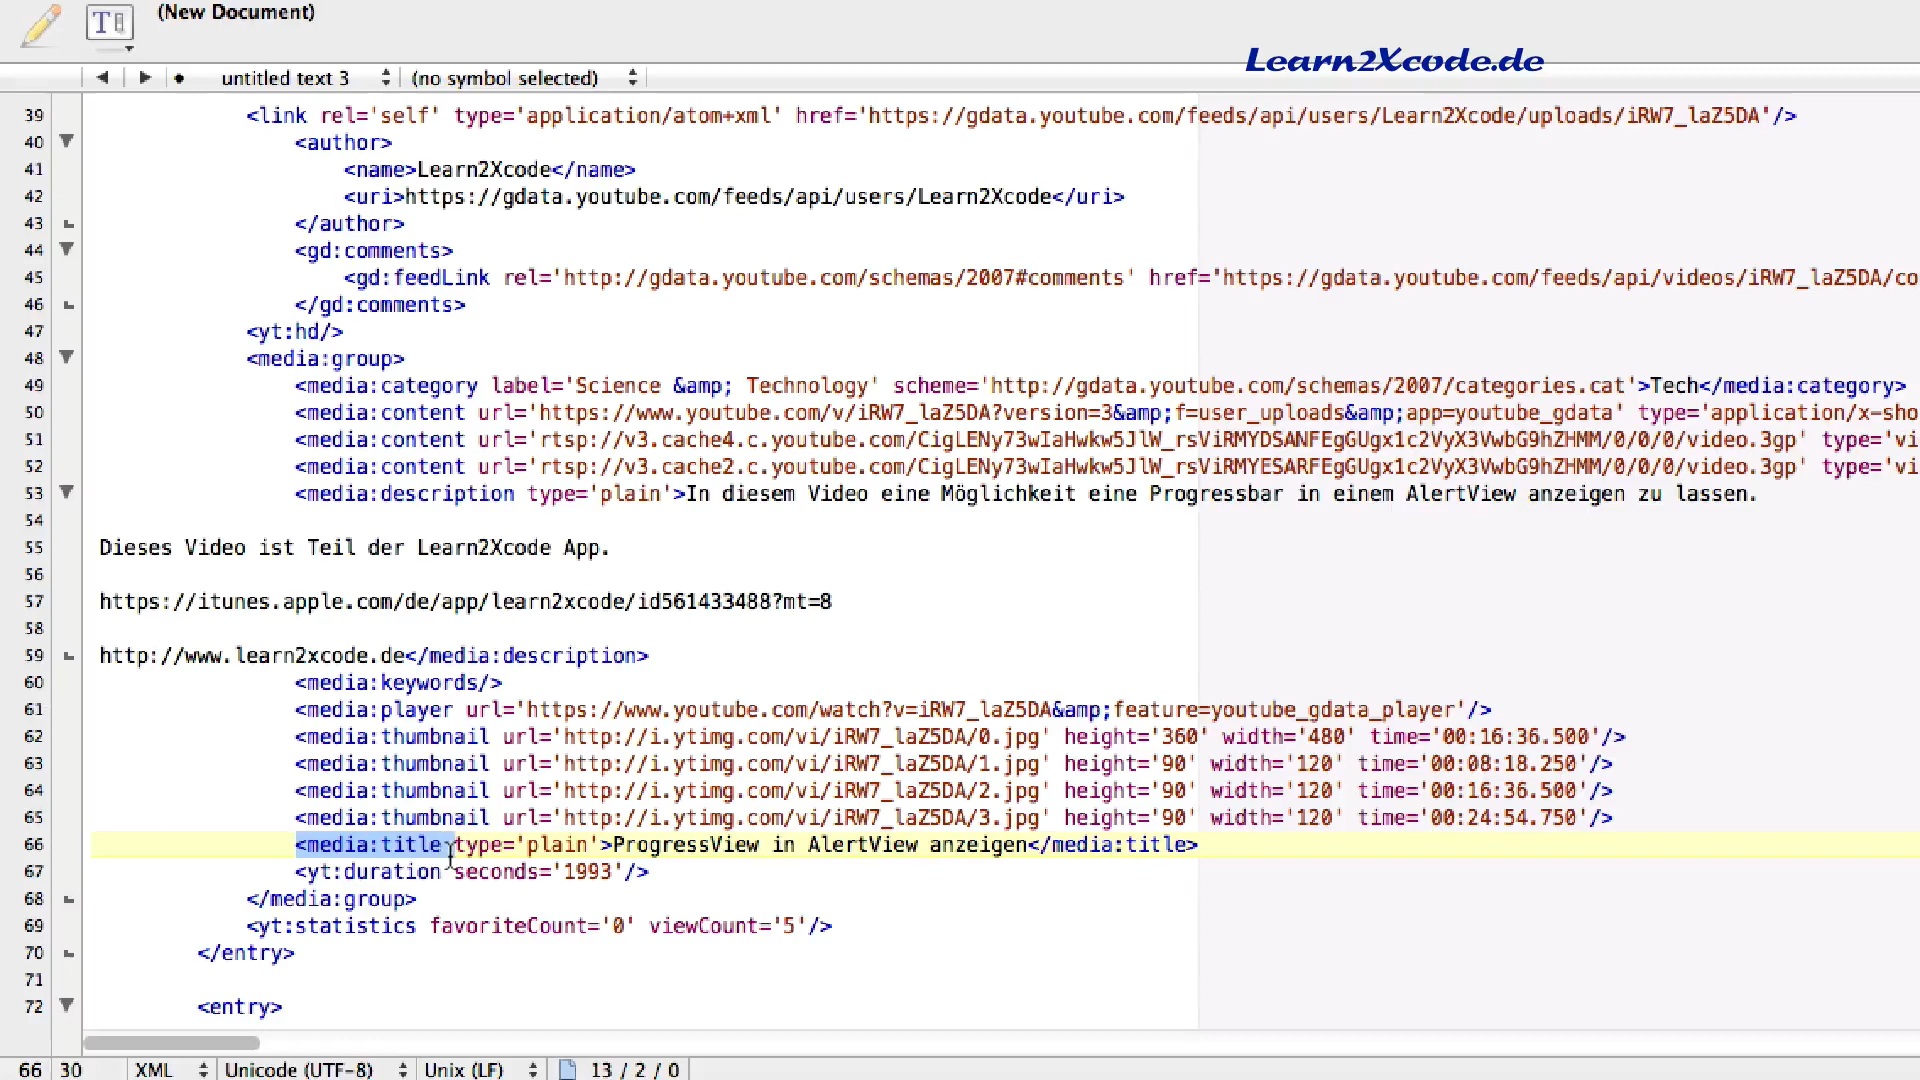 (New Document)
Learn2Xcode.de
untitled text 3 (no symbol selected)
39 <link rel='self' type='application/atom+xml' href='https://gdata.youtube.com/feeds/api/users/Learn2Xcode/uploads/iRW7_laZ5DA'/>
40 <author>
41 <name>Learn2Xcode</name>
42 <uri>https://gdata.youtube.com/feeds/api/users/Learn2Xcode</uri>
43 </author>
44 <gd:comments>
45 <gd:feedLink rel='http://gdata.youtube.com/schemas/2007#comments' href='https://gdata.youtube.com/feeds/api/videos/iRW7_laZ5DA/co
46 </gd:comments>
47 <yt:hd/>
48 <media:group>
49 <media:category label='Science &amp; Technology' scheme='http://gdata.youtube.com/schemas/2007/categories.cat'>Tech</media:category>
50 <media:content url='https://www.youtube.com/v/iRW7_laZ5DA?version=3&amp;f=user_uploads&amp;app=youtube_gdata' type='application/x-sho
51 <media:content url='rtsp://v3.cache4.c.youtube.com/CigLENy73wIaHwkw5JlW_rsViRMYDSANFEgGUgx1c2VyX3VwbG9hZHMM/0/0/0/video.3gp' type='vi
52 <media:content url='rtsp://v3.cache2.c.youtube.com/CigLENy73wIaHwkw5JlW_rsViRMYESARFEgGUgx1c2VyX3VwbG9hZHMM/0/0/0/video.3gp' type='vi
53 <media:description type='plain'>In diesem Video eine Möglichkeit eine Progressbar in einem AlertView anzeigen zu lassen.
54
55 Dieses Video ist Teil der Learn2Xcode App.
56
57 https://itunes.apple.com/de/app/learn2xcode/id561433488?mt=8
58
59 http://www.learn2xcode.de</media:description>
60 <media:keywords/>
61 <media:player url='https://www.youtube.com/watch?v=iRW7_laZ5DA&amp;feature=youtube_gdata_player'/>
62 <media:thumbnail url='http://i.ytimg.com/vi/iRW7_laZ5DA/0.jpg' height='360' width='480' time='00:16:36.500'/>
63 <media:thumbnail url='http://i.ytimg.com/vi/iRW7_laZ5DA/1.jpg' height='90' width='120' time='00:08:18.250'/>
64 <media:thumbnail url='http://i.ytimg.com/vi/iRW7_laZ5DA/2.jpg' height='90' width='120' time='00:16:36.500'/>
65 <media:thumbnail url='http://i.ytimg.com/vi/iRW7_laZ5DA/3.jpg' height='90' width='120' time='00:24:54.750'/>
66 <media:title type='plain'>ProgressView in AlertView anzeigen</media:title>
67 <yt:duration seconds='1993'/>
68 </media:group>
69 <yt:statistics favoriteCount='0' viewCount='5'/>
70 </entry>
71
72 <entry>
66 30 XML Unicode (UTF-8) Unix (LF) 13 / 2 / 0